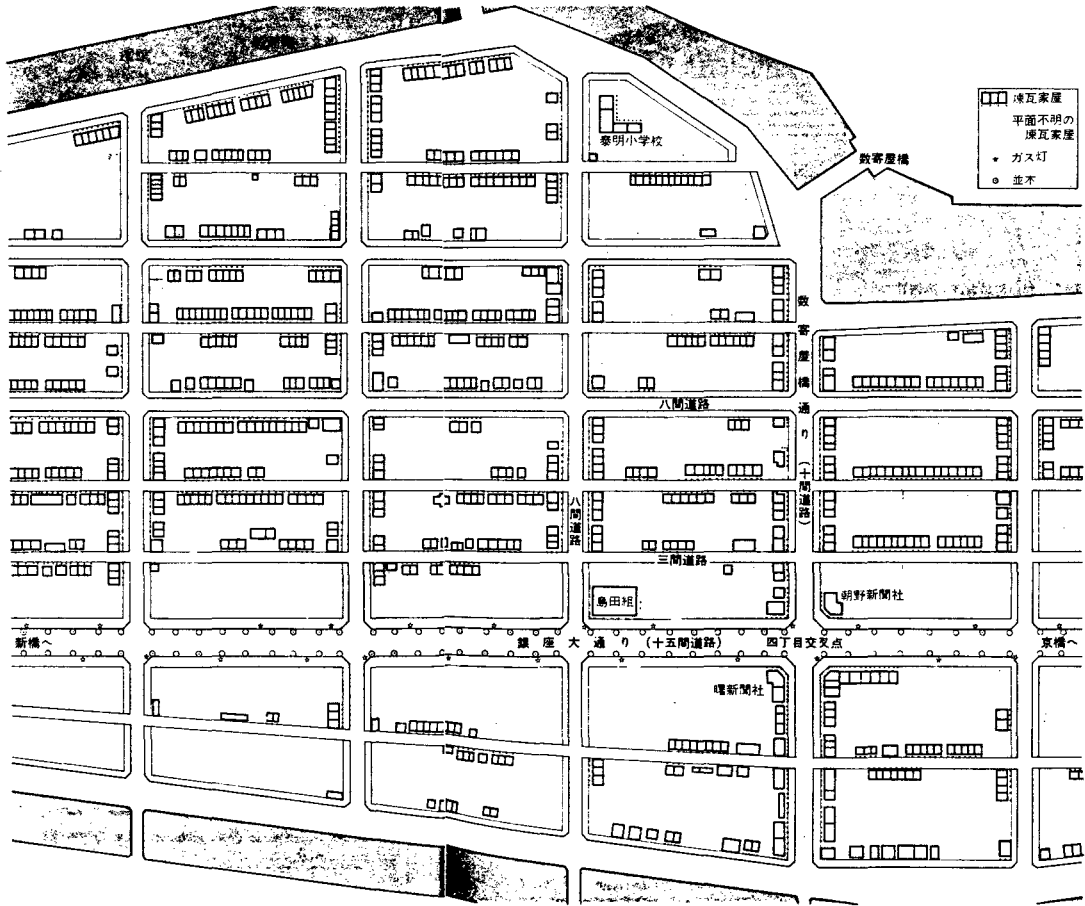 煉瓦家屋
平面不明の
煉瓦家屋
ガス灯
並木
泰明小学校
数寄屋橋
数寄屋橋通り(十間道路)
八間道路
八間道路
三間道路
島田組
朝野新聞社
新橋へ
銀座大通り(十五間道路)
四丁目交叉点
京橋へ
曙新聞社